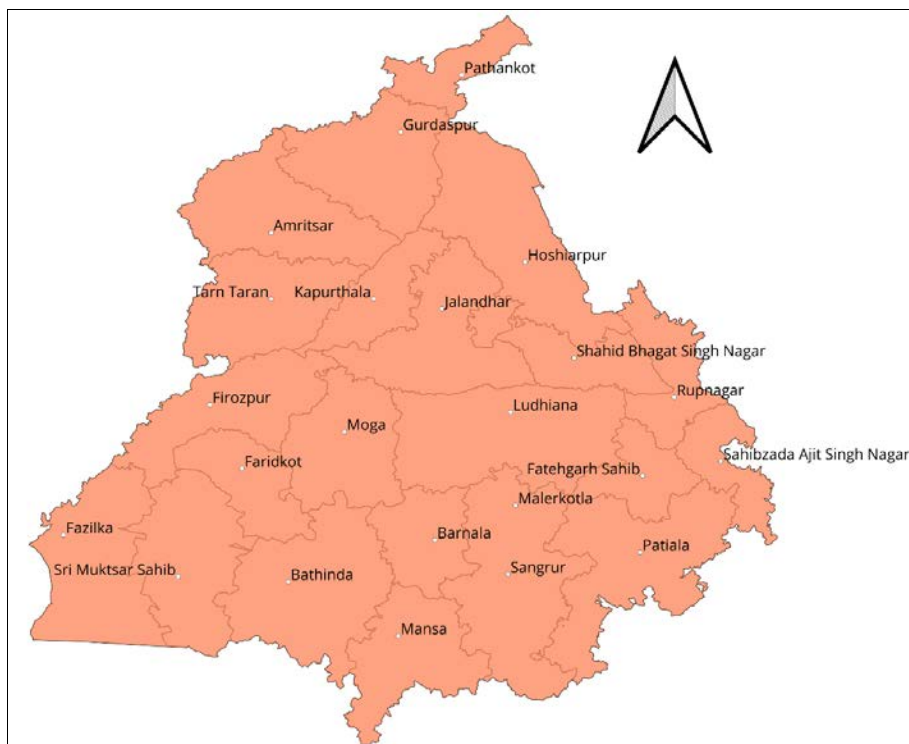 Pathankot
Gurdaspur
Amritsar
Hoshiarpur
Tarn Taran
Kapurthala
Jalandhar
Shahid Bhagat Singh Nagar
Rupnagar
Firozpur
Ludhiana
Moga
Sahibzada Ajit Singh Nagar
Faridkot
Fatehgarh Sahib
Malerkotla
Fazilka
Barnala
Patiala
Sri Muktsar Sahib
Sangrur
Bathinda
Mansa